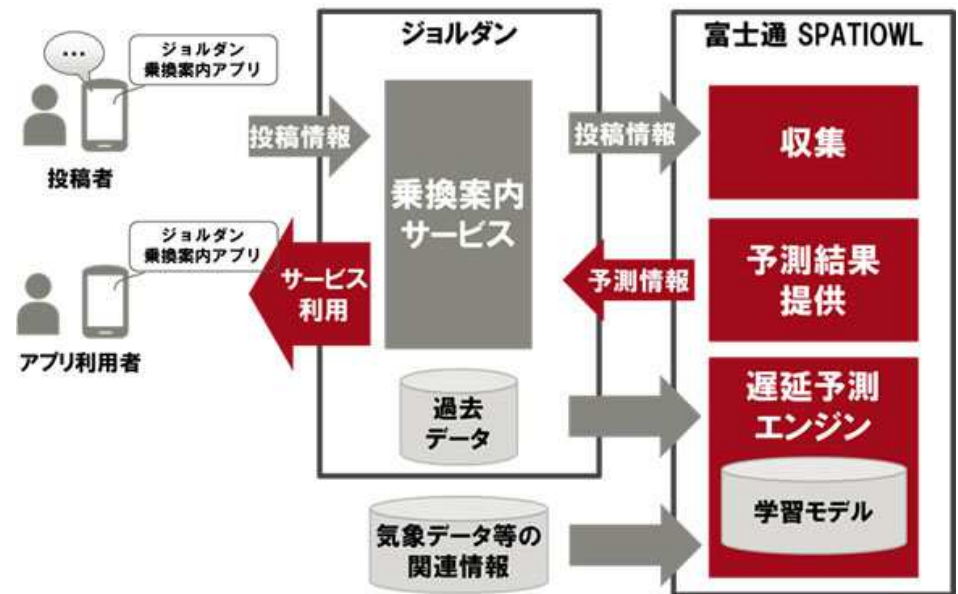 ジョルダン
富士通 SPATIOWL
...
ジョルダン
乗換案内アプリ
投稿者
投稿情報
乗換案内
サービス
投稿情報
収集
ジョルダン
乗換案内アプリ
アプリ利用者
サービス
利用
予測情報
予測結果
提供
過去
データ
遅延予測
エンジン
学習モデル
気象データ等の
関連情報